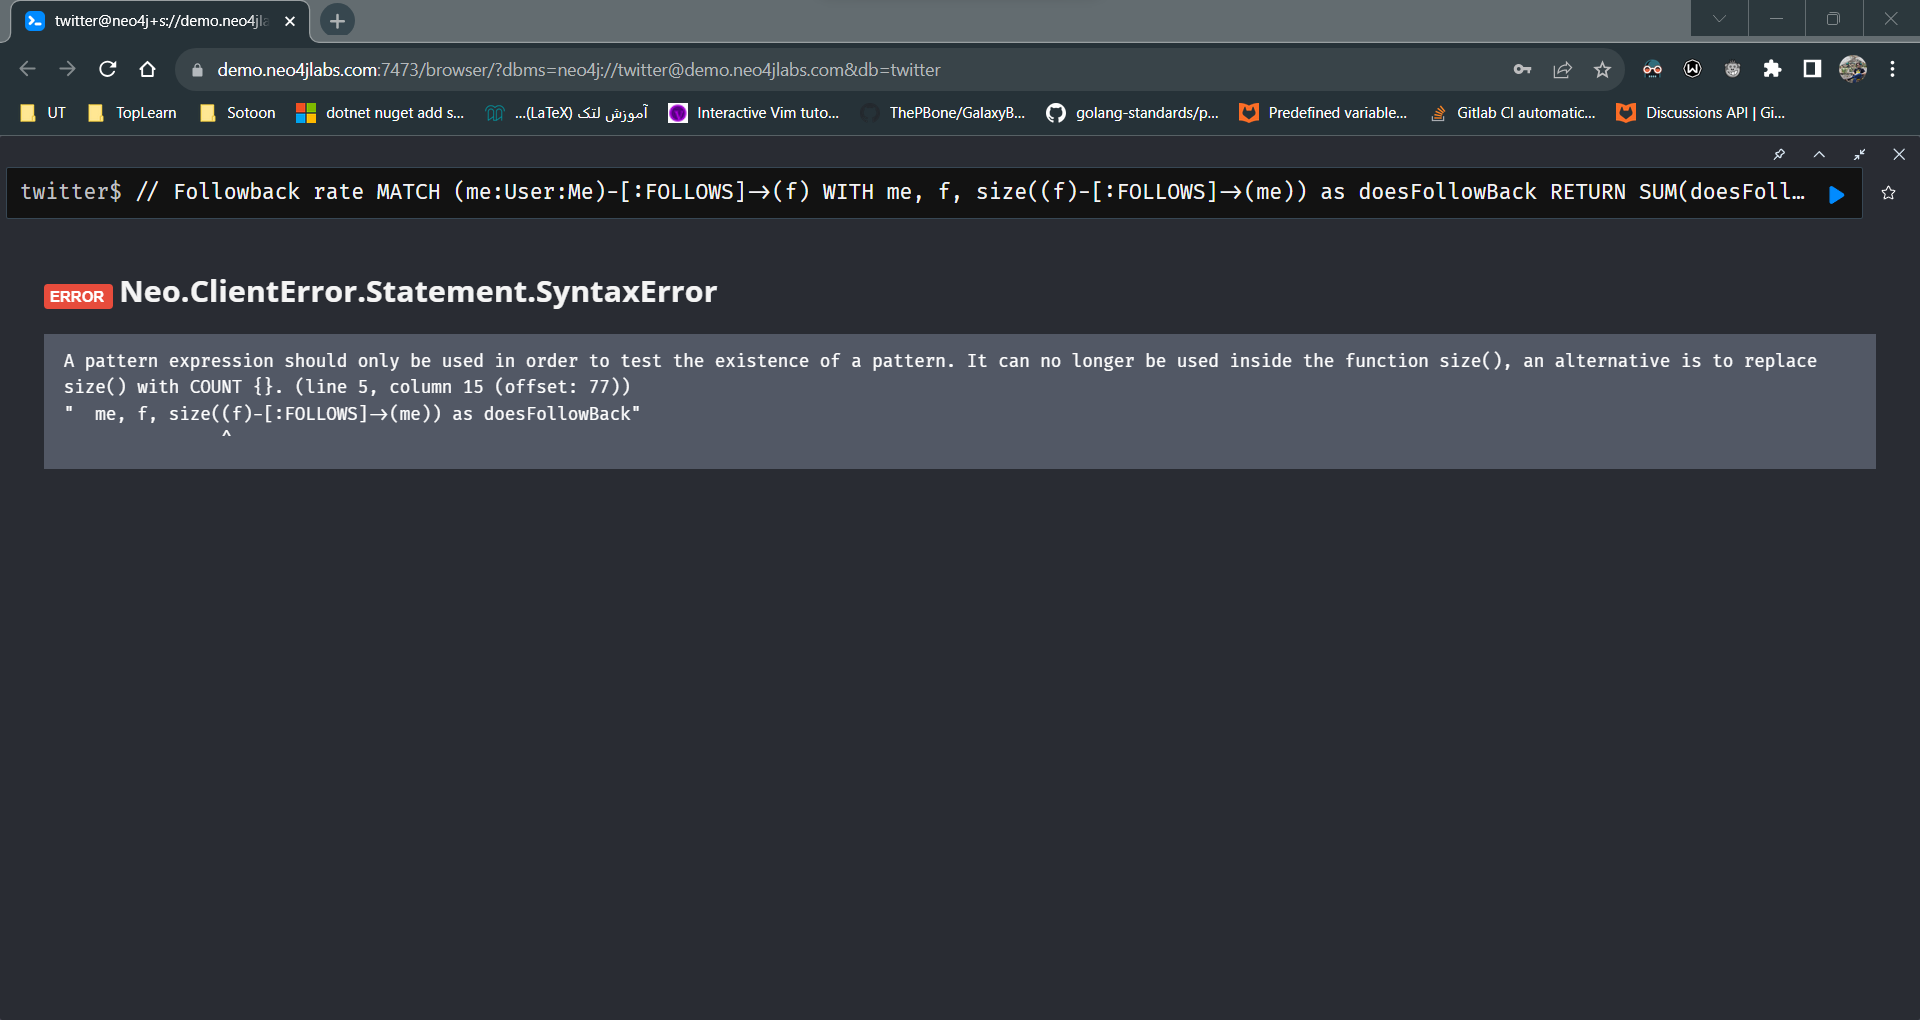 twitter@neo4j+s://demo.neo4jla
demo.neo4jlabs.com:7473/browser/?dbms=neo4j://twitter@demo.neo4jlabs.com&db=twitter
UT TopLearn Sotoon dotnet nuget add s... آموزش لتک (LaTeX)... Interactive Vim tuto... ThePBone/GalaxyB... golang-standards/p... Predefined variable... Gitlab CI automatic... Discussions API | Gi...
twitter$ // Followback rate MATCH (me:User:Me)-[:FOLLOWS]->(f) WITH me, f, size((f)-[:FOLLOWS]->(me)) as doesFollowBack RETURN SUM(doesFoll...
ERROR Neo.ClientError.Statement.SyntaxError
A pattern expression should only be used in order to test the existence of a pattern. It can no longer be used inside the function size(), an alternative is to replace
size() with COUNT {}. (line 5, column 15 (offset: 77))
"  me, f, size((f)-[:FOLLOWS]->(me)) as doesFollowBack"
^